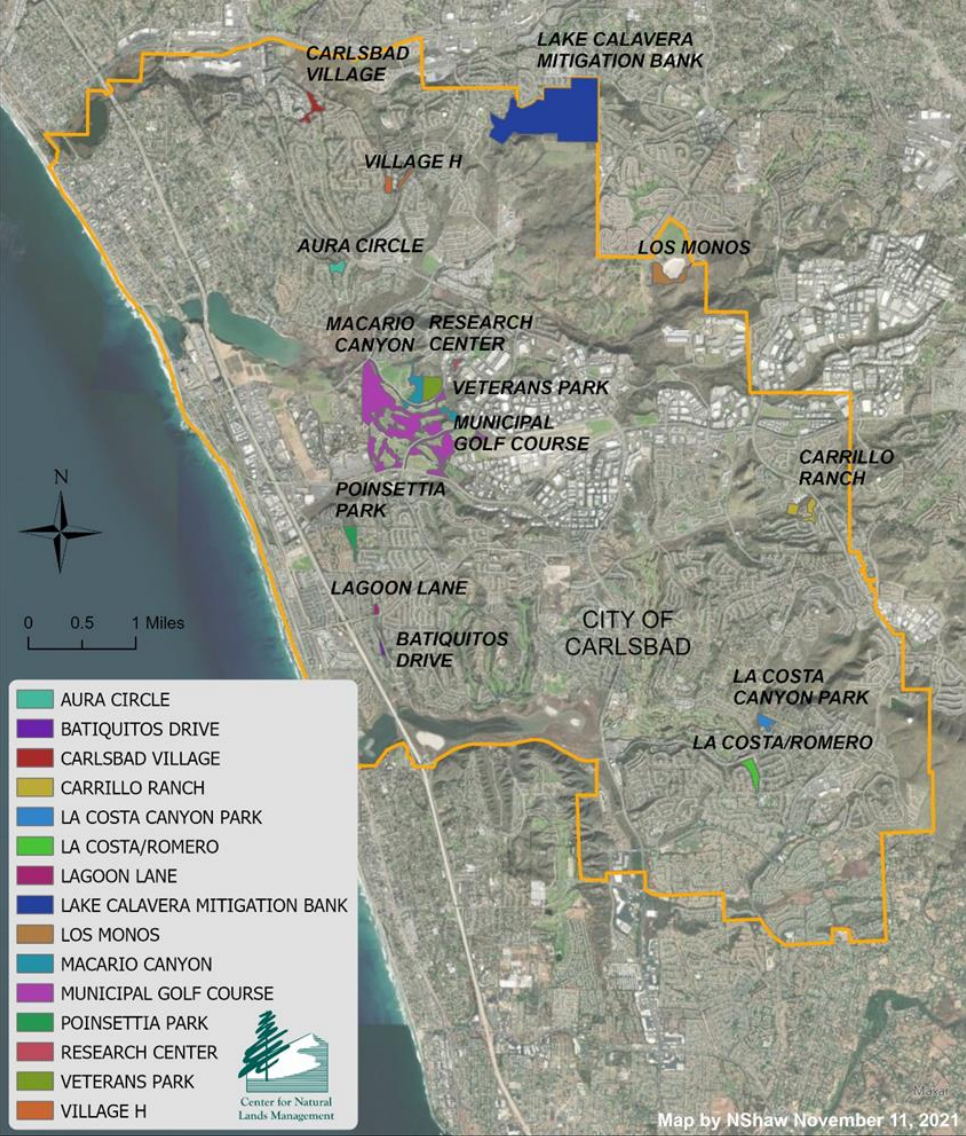 CARLSBAD
VILLAGE
LAKE CALAVERA
MITIGATION BANK
VILLAGE H
AURA CIRCLE
LOS MONOS
MACARIO
CANYON
RESEARCH
CENTER
VETERANS PARK
MUNICIPAL
GOLF COURSE
CARRILLO
RANCH
POINSETTIA
PARK
N
LAGOON LANE
0 0.5 1 Miles
CITY OF
CARLSBAD
BATIQUITOS
DRIVE
LA COSTA
CANYON PARK
LA COSTA/ROMERO
AURA CIRCLE
BATIQUITOS DRIVE
CARLSBAD VILLAGE
CARRILLO RANCH
LA COSTA CANYON PARK
LA COSTA/ROMERO
LAGOON LANE
LAKE CALAVERA MITIGATION BANK
LOS MONOS
MACARIO CANYON
MUNICIPAL GOLF COURSE
POINSETTIA PARK
RESEARCH CENTER
VETERANS PARK
VILLAGE H
Center for Natural
Lands Management
Maxar
Map by NShaw November 11, 2021